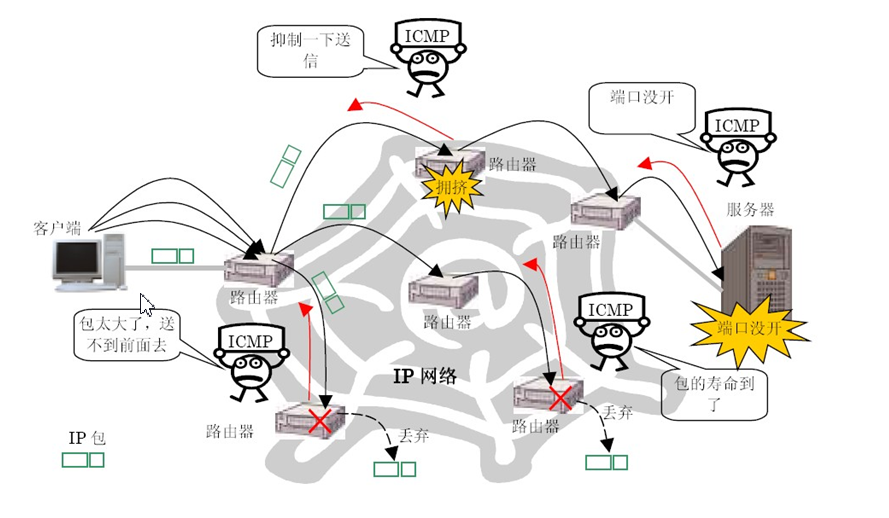 ICMP
抑制一下送
信
端口没开
ICMP
路由器
拥挤
服务器
客户端
路由器
路由器
路由器
ICMP
端口没开
包太大了，送
不到前面去
ICMP
IP 网络
包的寿命到
了
路由器
路由器
丢弃
丢弃
IP 包